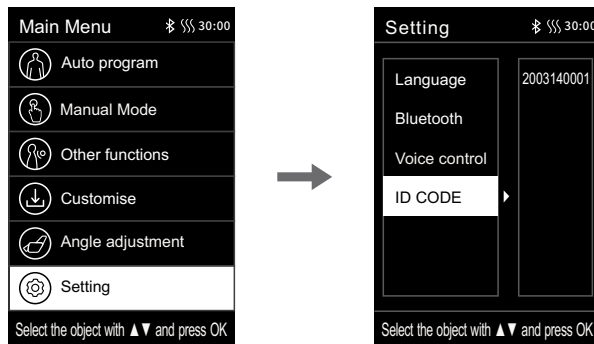 Main Menu 30:00
Auto program
Manual Mode
Other functions
Customise
Angle adjustment
Setting
Select the object with ▲▼ and press OK
Setting 30:00
Language
2003140001
Bluetooth
Voice control
ID CODE
Select the object with ▲▼ and press OK